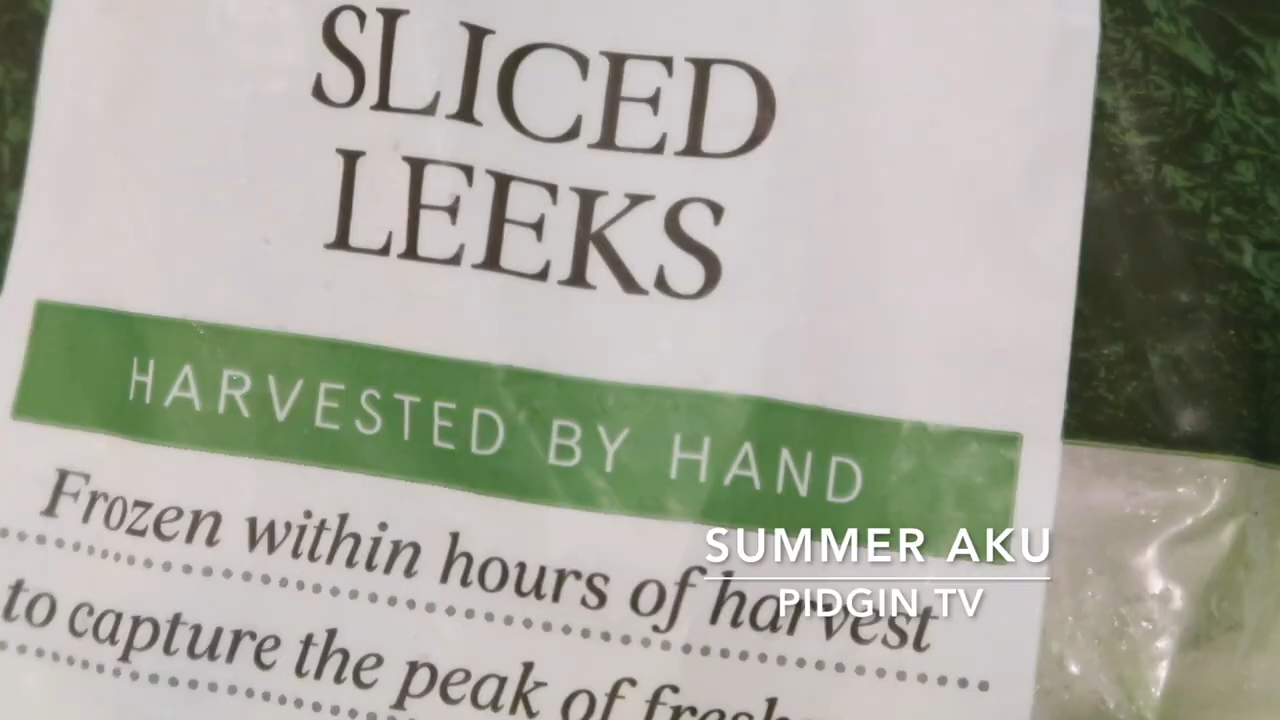 SLICED
LEEKS
HARVESTED BY HAND
Frozen within hours of harvest
to capture the peak of
SUMMER AKU
PIDGIN TV